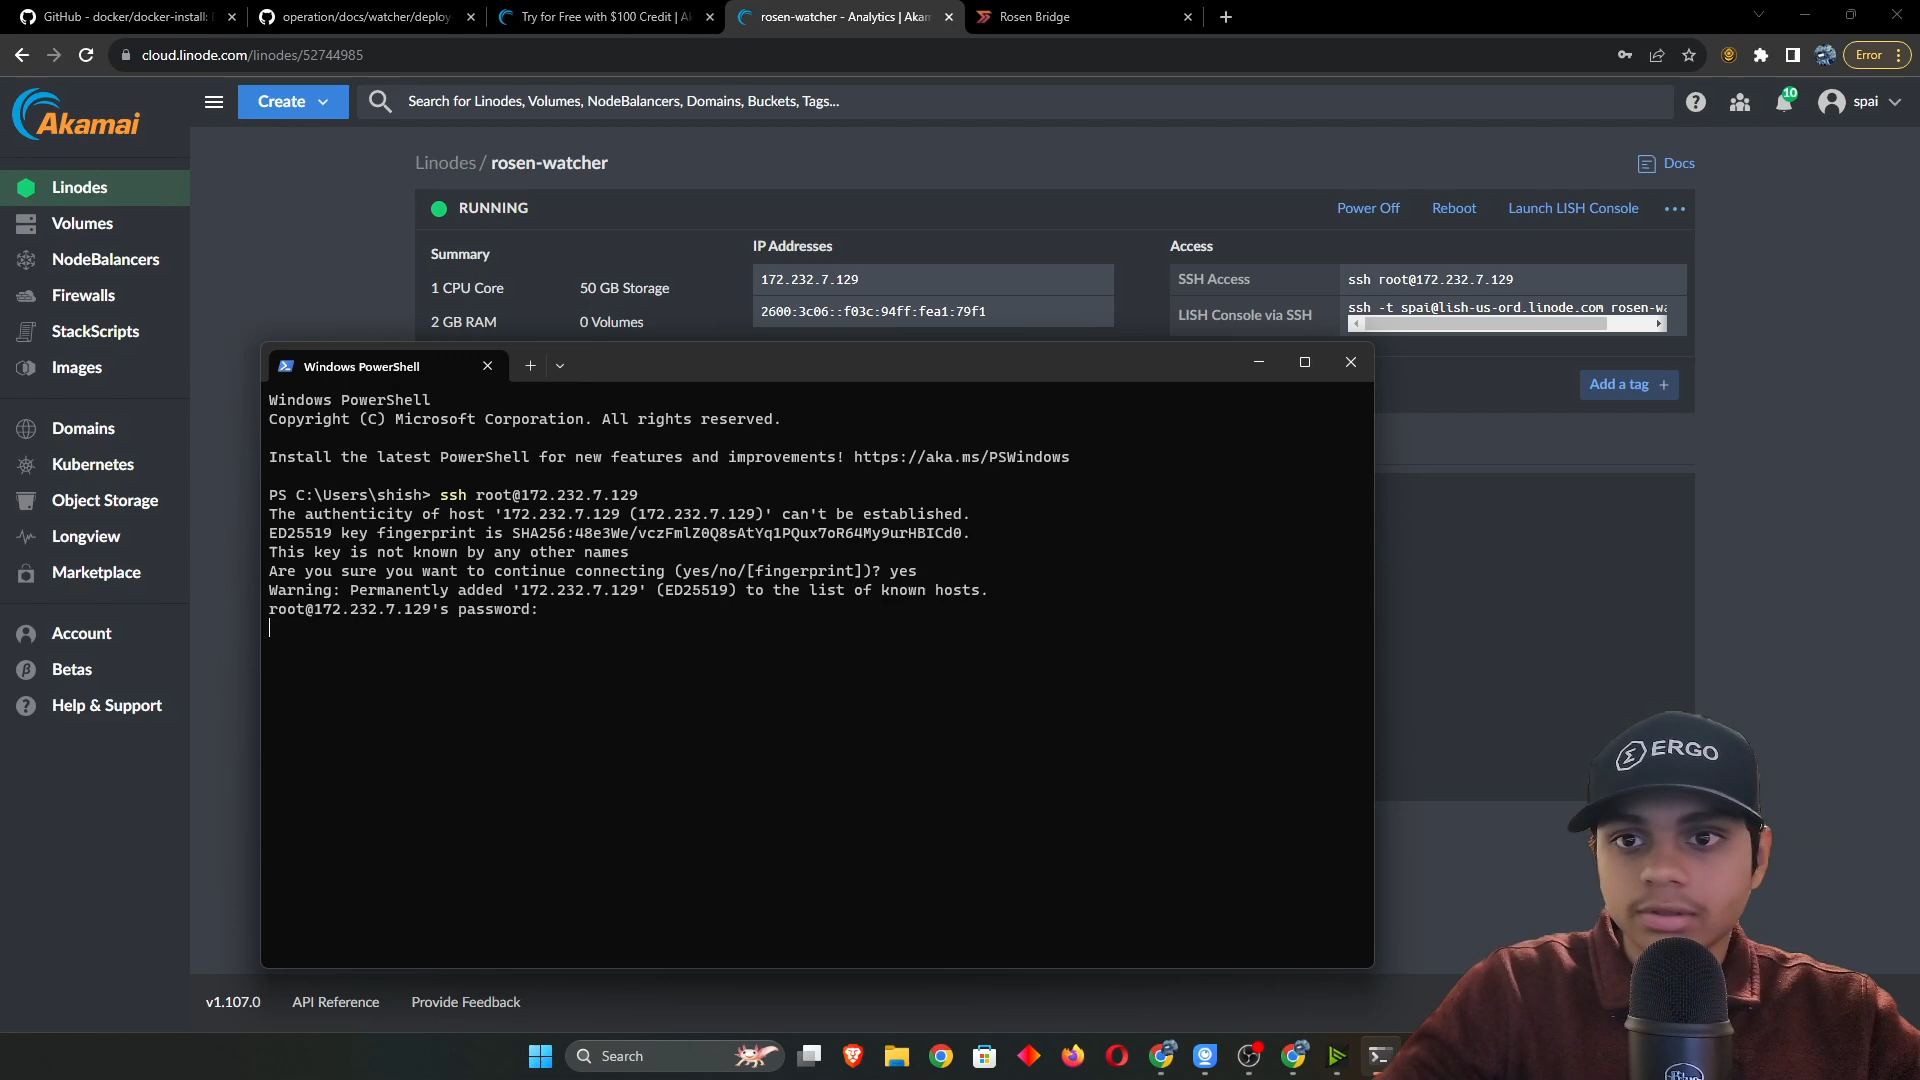 GitHub - docker/docker-install:
operation/docs/watcher/deploy
Try for Free with $100 Credit | Ak
rosen-watcher - Analytics | Akam
Rosen Bridge
cloud.linode.com/linodes/52744985
Error
Akamai
Create
Search for Linodes, Volumes, NodeBalancers, Domains, Buckets, Tags...
10
spai
Linodes / rosen-watcher
Docs
Linodes
Volumes
NodeBalancers
Firewalls
StackScripts
Images
Domains
Kubernetes
Object Storage
Longview
Marketplace
Account
Betas
Help & Support
RUNNING
Power Off
Reboot
Launch LISH Console
Summary
1 CPU Core
50 GB Storage
2 GB RAM
0 Volumes
IP Addresses
172.232.7.129
2600:3c06::f03c:94ff:fea1:79f1
Access
SSH Access
ssh root@172.232.7.129
LISH Console via SSH
ssh -t spai@lish-us-ord.linode.com rosen-wa
Add a tag +
Windows PowerShell
Windows PowerShell
Copyright (C) Microsoft Corporation. All rights reserved.
Install the latest PowerShell for new features and improvements! https://aka.ms/PSWindows
PS C:\Users\shish> ssh root@172.232.7.129
The authenticity of host '172.232.7.129 (172.232.7.129)' can't be established.
ED25519 key fingerprint is SHA256:48e3We/vczFmlZ0Q8sAtYq1PQux7oR64My9urHBICd0.
This key is not known by any other names
Are you sure you want to continue connecting (yes/no/[fingerprint])? yes
Warning: Permanently added '172.232.7.129' (ED25519) to the list of known hosts.
root@172.232.7.129's password:
v1.107.0
API Reference
Provide Feedback
ERGO
Search
Blue